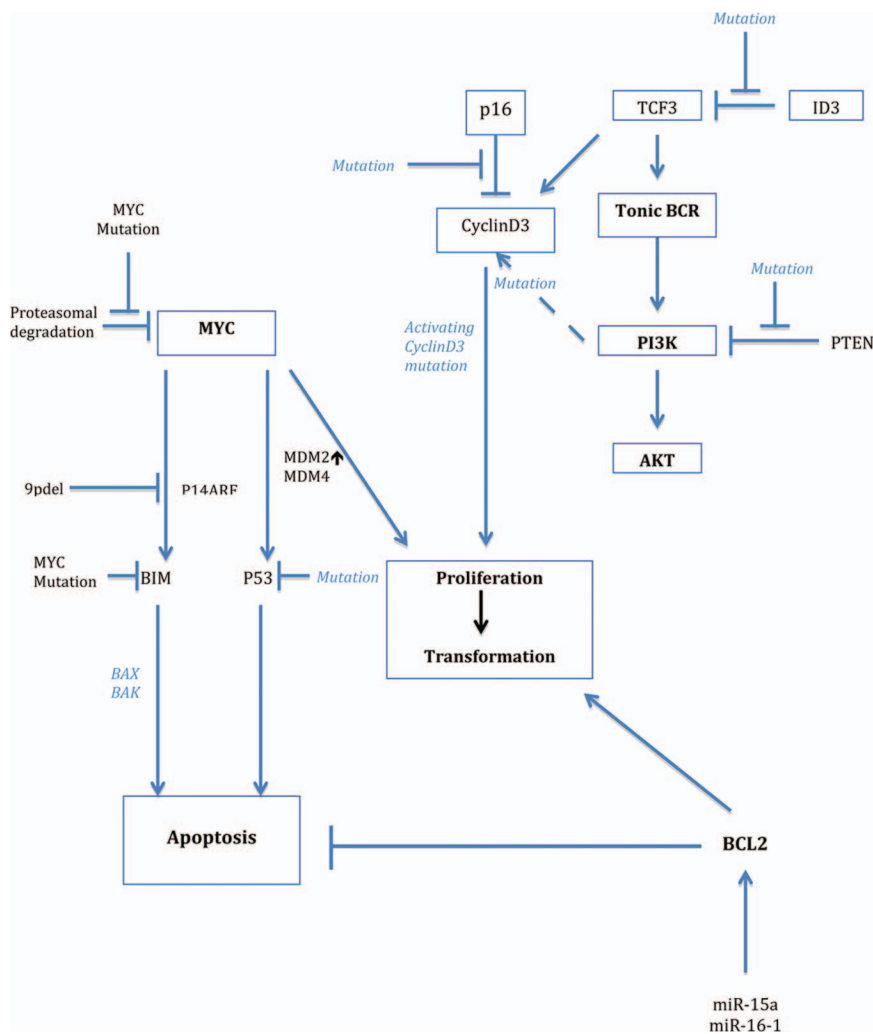 Mutation
p16
TCF3
ID3
Mutation
CyclinD3
Tonic BCR
MYC
Mutation
Mutation
Mutation
Proteasomal
degradation
MYC
Activating
CyclinD3
mutation
PI3K
PTEN
MDM2
MDM4
AKT
9pdel
P14ARF
MYC
Mutation
BIM
P53
Mutation
Proliferation
Transformation
BAX
BAK
Apoptosis
BCL2
miR-15a
miR-16-1